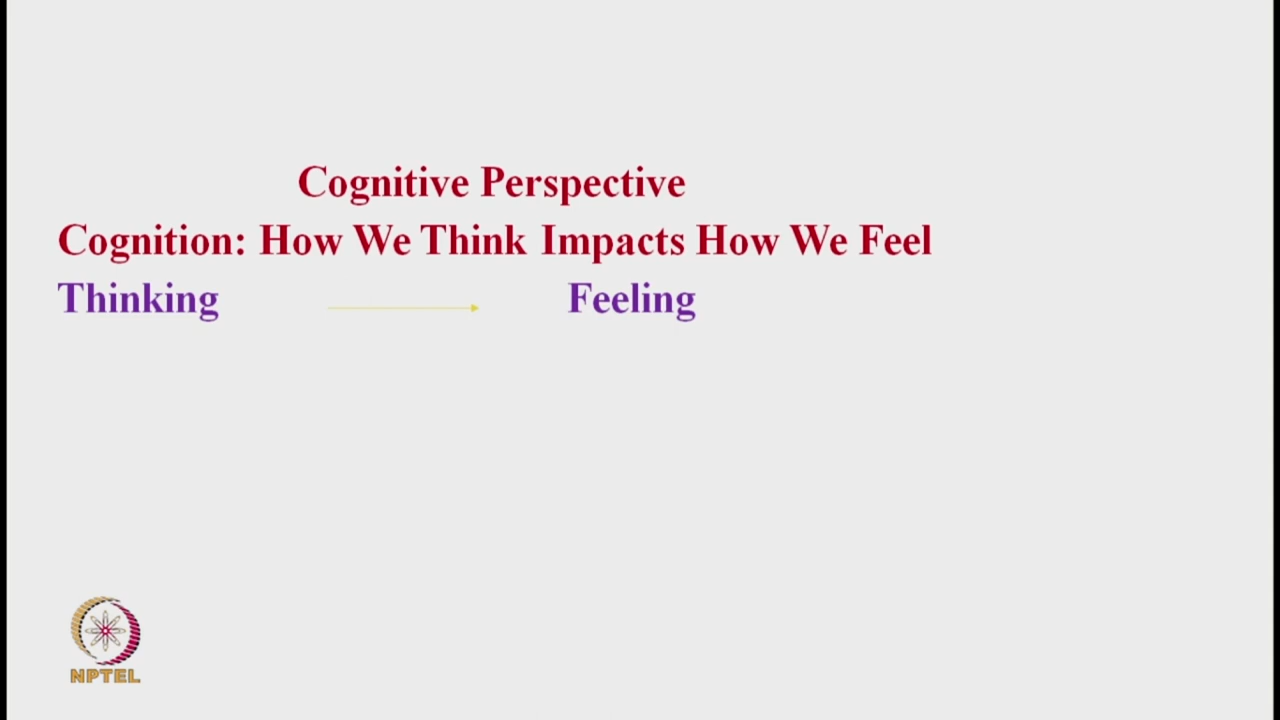 Cognitive Perspective
Cognition: How We Think Impacts How We Feel
Thinking Feeling
NPTEL